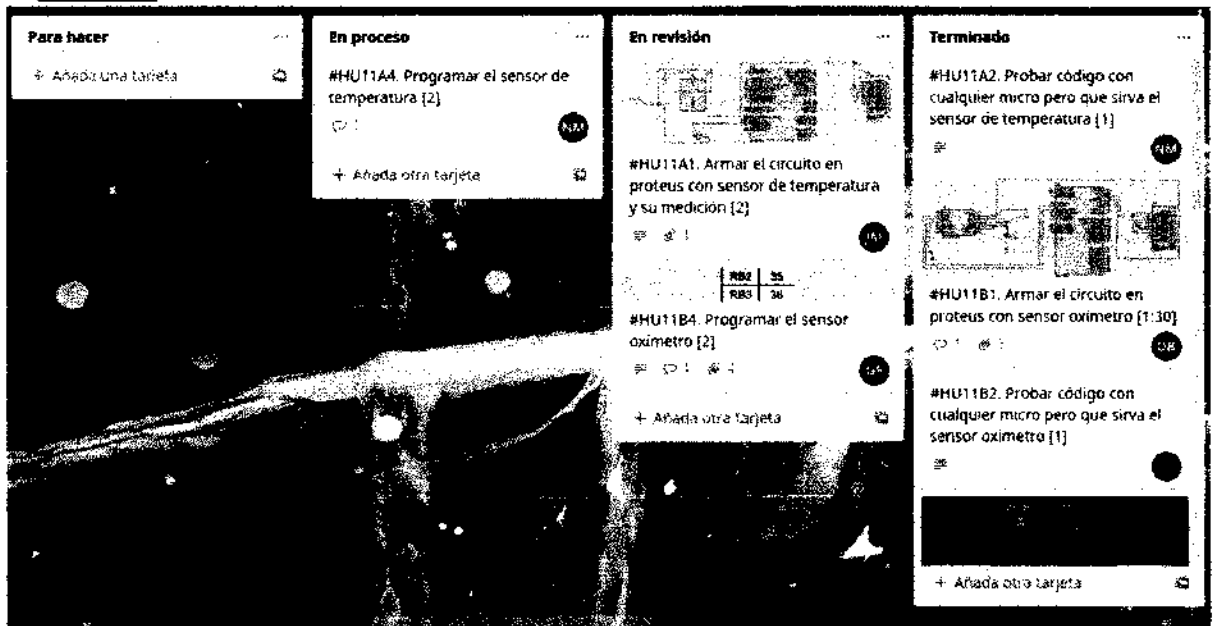 Para hacer
+ Añada una tarjeta
En proceso
#HU11A4. Programar el sensor de
temperatura [2]
1
NM
+ Añada otra tarjeta
En revisión
#HU11A1. Armar el circuito en
proteus con sensor de temperatura
y su medición [2]
1
RB2 35
RB3 36
#HU11B4. Programar el sensor
oximetro [2]
1
+ Añada otra tarjeta
Terminado
#HU11A2. Probar código con
cualquier micro pero que sirva el
sensor de temperatura [1]
NM
#HU11B1. Armar el circuito en
proteus con sensor oximetro [1:30]
#HU11B2. Probar código con
cualquier micro pero que sirva el
sensor oximetro [1]
+ Añada otra tarjeta